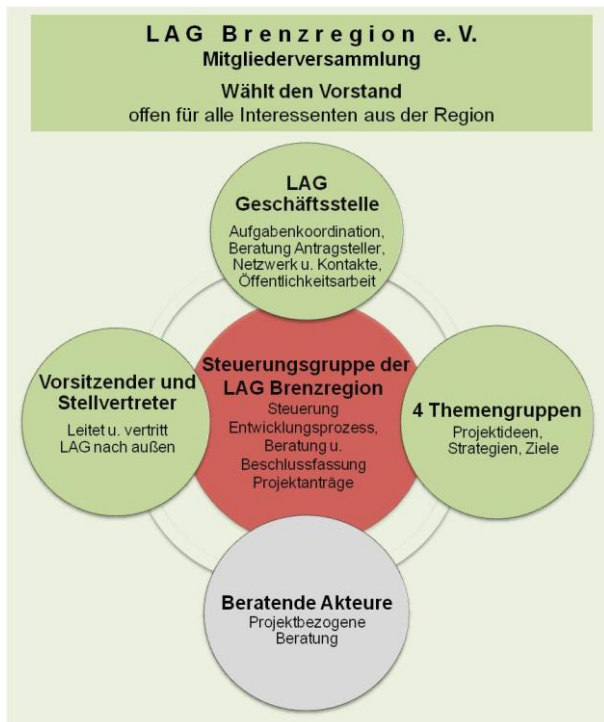 LAG Brenzregion e. V.
Mitgliederversammlung
Wählt den Vorstand
offen für alle Interessenten aus der Region
LAG
Geschäftsstelle
Aufgabenkoordination,
Beratung Antragsteller,
Netzwerk u. Kontakte,
Öffentlichkeitsarbeit
Vorsitzender und
Stellvertreter
Leitet u. vertritt
LAG nach außen
Steuerungsgruppe der
LAG Brenzregion
Steuerung
Entwicklungsprozess,
Beratung u.
Beschlussfassung
Projektanträge
4 Themengruppen
Projektideen,
Strategien, Ziele
Beratende Akteure
Projektbezogene
Beratung